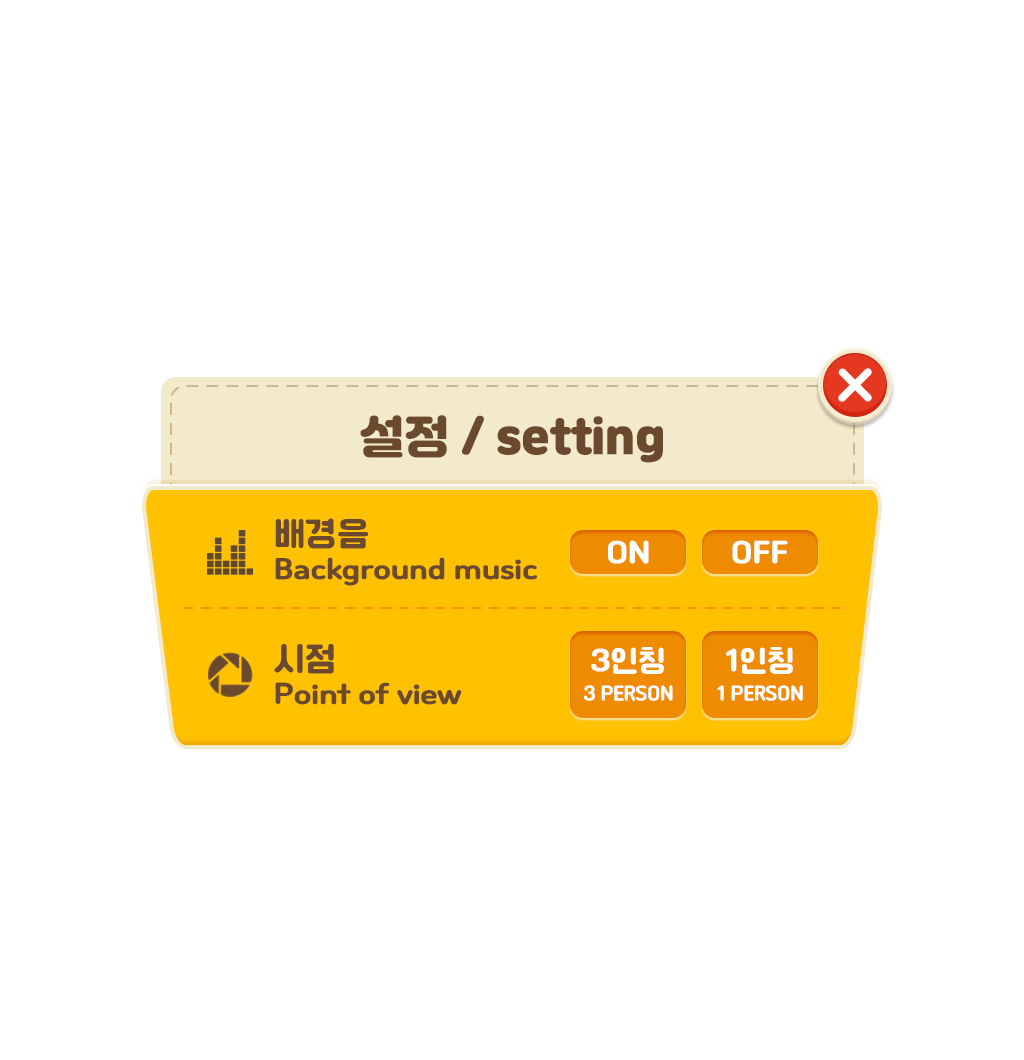 설정 / setting
배경음
Background music
ON
OFF
시점
Point of view
3인칭
3 PERSON
1인칭
1 PERSON